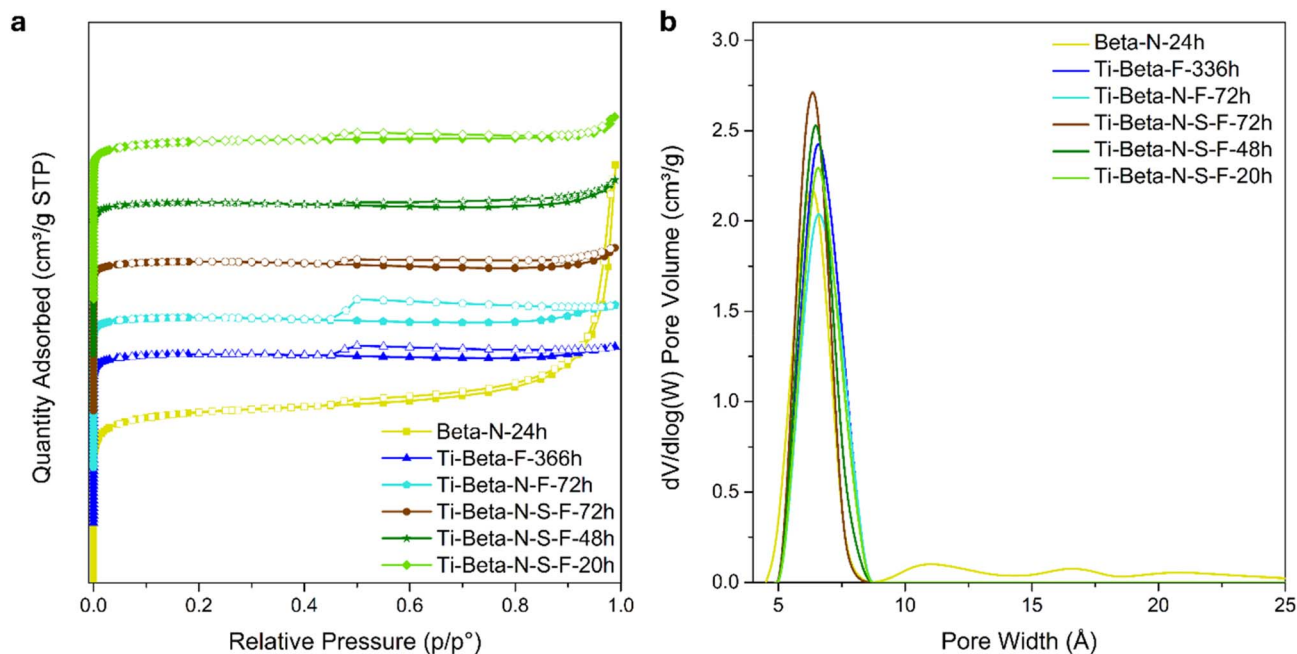 a
Quantity Adsorbed (cm³/g STP)
Beta-N-24h
Ti-Beta-F-366h
Ti-Beta-N-F-72h
Ti-Beta-N-S-F-72h
Ti-Beta-N-S-F-48h
Ti-Beta-N-S-F-20h
0.0 0.2 0.4 0.6 0.8 1.0
Relative Pressure (p/p°)
b
dV/dlog(W) Pore Volume (cm³/g)
3.0
2.5
2.0
1.5
1.0
0.5
0.0
Beta-N-24h
Ti-Beta-F-336h
Ti-Beta-N-F-72h
Ti-Beta-N-S-F-72h
Ti-Beta-N-S-F-48h
Ti-Beta-N-S-F-20h
5 10 15 20 25
Pore Width (Å)